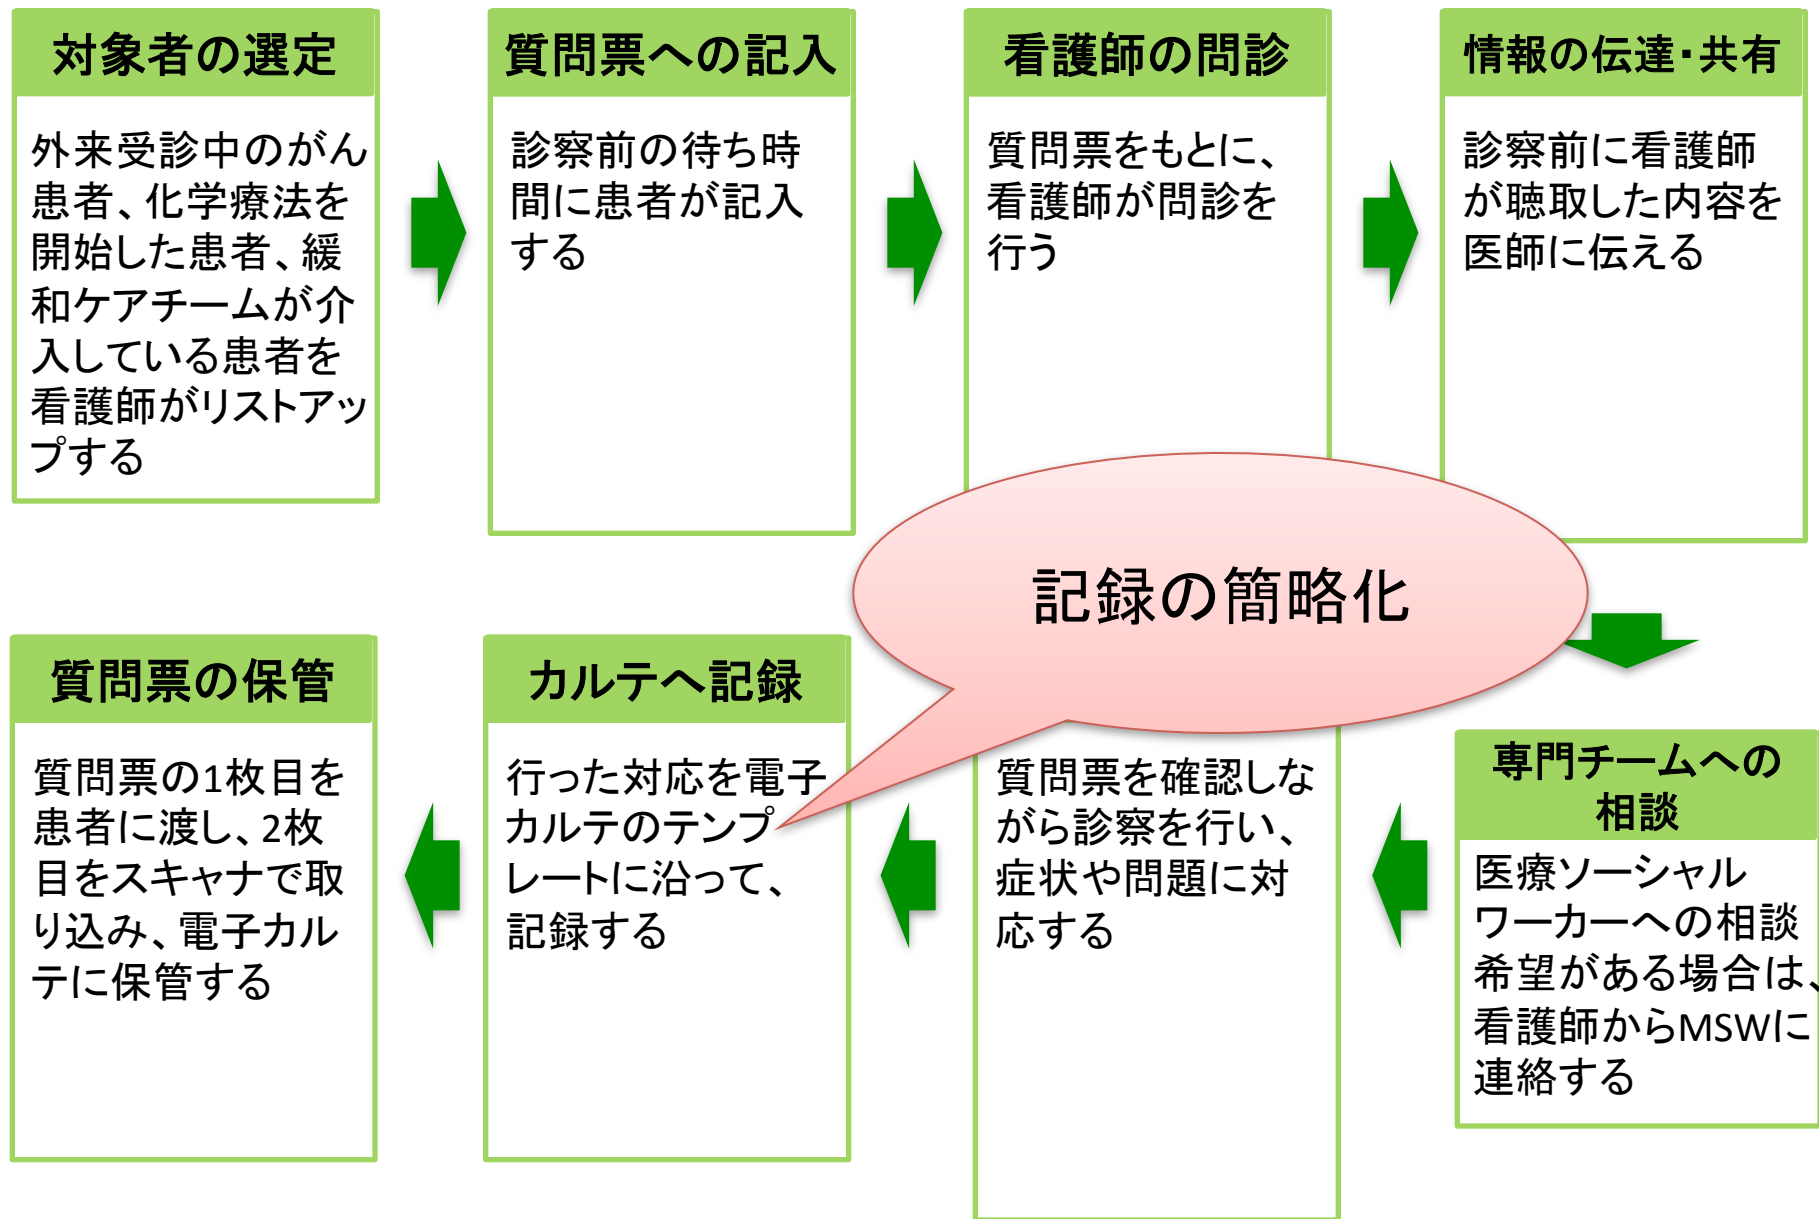 対象者の選定
外来受診中のがん
患者、化学療法を
開始した患者、緩
和ケアチームが介
入している患者を
看護師がリストアッ
プする
質問票への記入
診察前の待ち時
間に患者が記入
する
看護師の問診
質問票をもとに、
看護師が問診を
行う
情報の伝達・共有
診察前に看護師
が聴取した内容を
医師に伝える
記録の簡略化
専門チームへの
相談
医療ソーシャル
ワーカーへの相談
希望がある場合は、
看護師からMSWに
連絡する
質問票を確認しな
がら診察を行い、
症状や問題に対
応する
カルテへ記録
行った対応を電子
カルテのテンプ
レートに沿って、
記録する
質問票の保管
質問票の1枚目を
患者に渡し、2枚
目をスキャナで取
り込み、電子カル
テに保管する